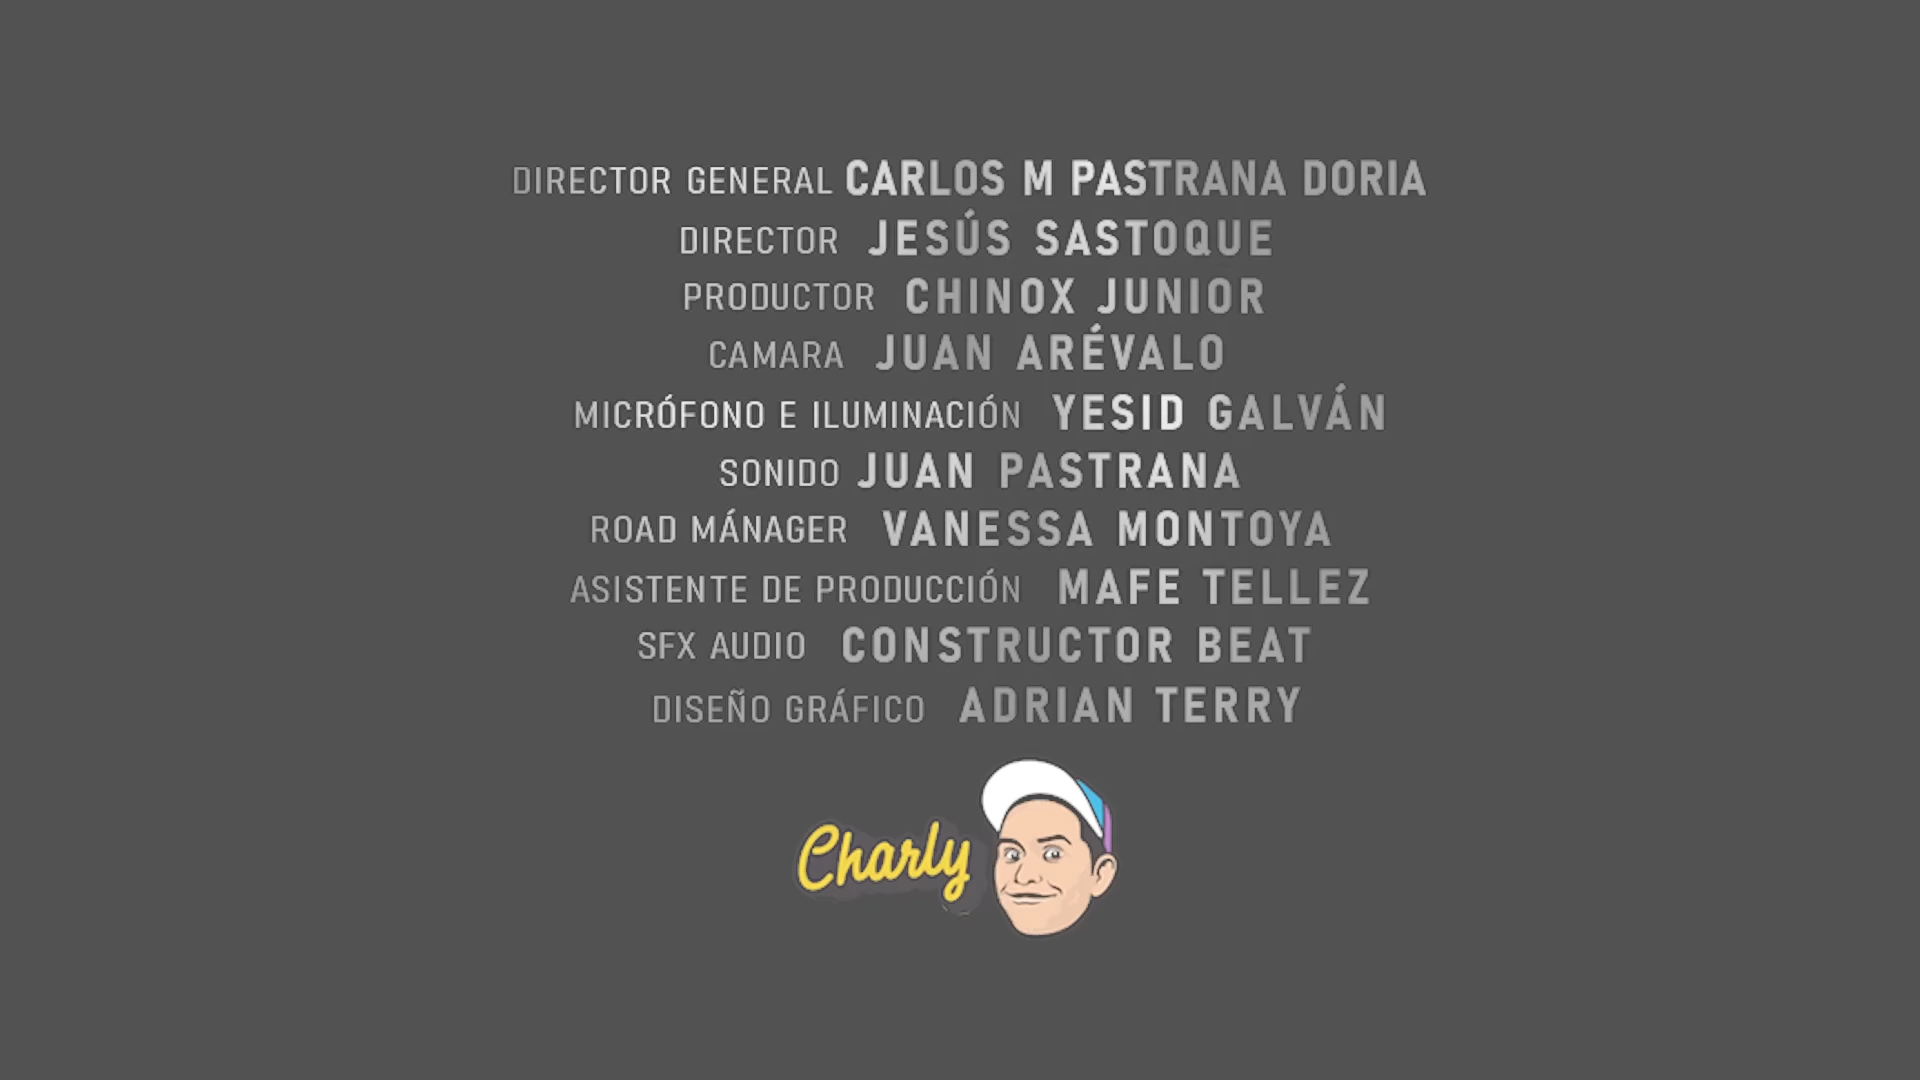 DIRECTOR GENERAL CARLOS M PASTRANA DORIA
DIRECTOR JESÚS SASTOQUE
PRODUCTOR CHINOX JUNIOR
CAMARA JUAN ARÉVALO
MICRÓFONO E ILUMINACIÓN YESID GALVÁN
SONIDO JUAN PASTRANA
ROAD MÁNAGER VANESSA MONTOYA
ASISTENTE DE PRODUCCIÓN MAFE TELLEZ
SFX AUDIO CONSTRUCTOR BEAT
DISEÑO GRÁFICO ADRIAN TERRY
Charly